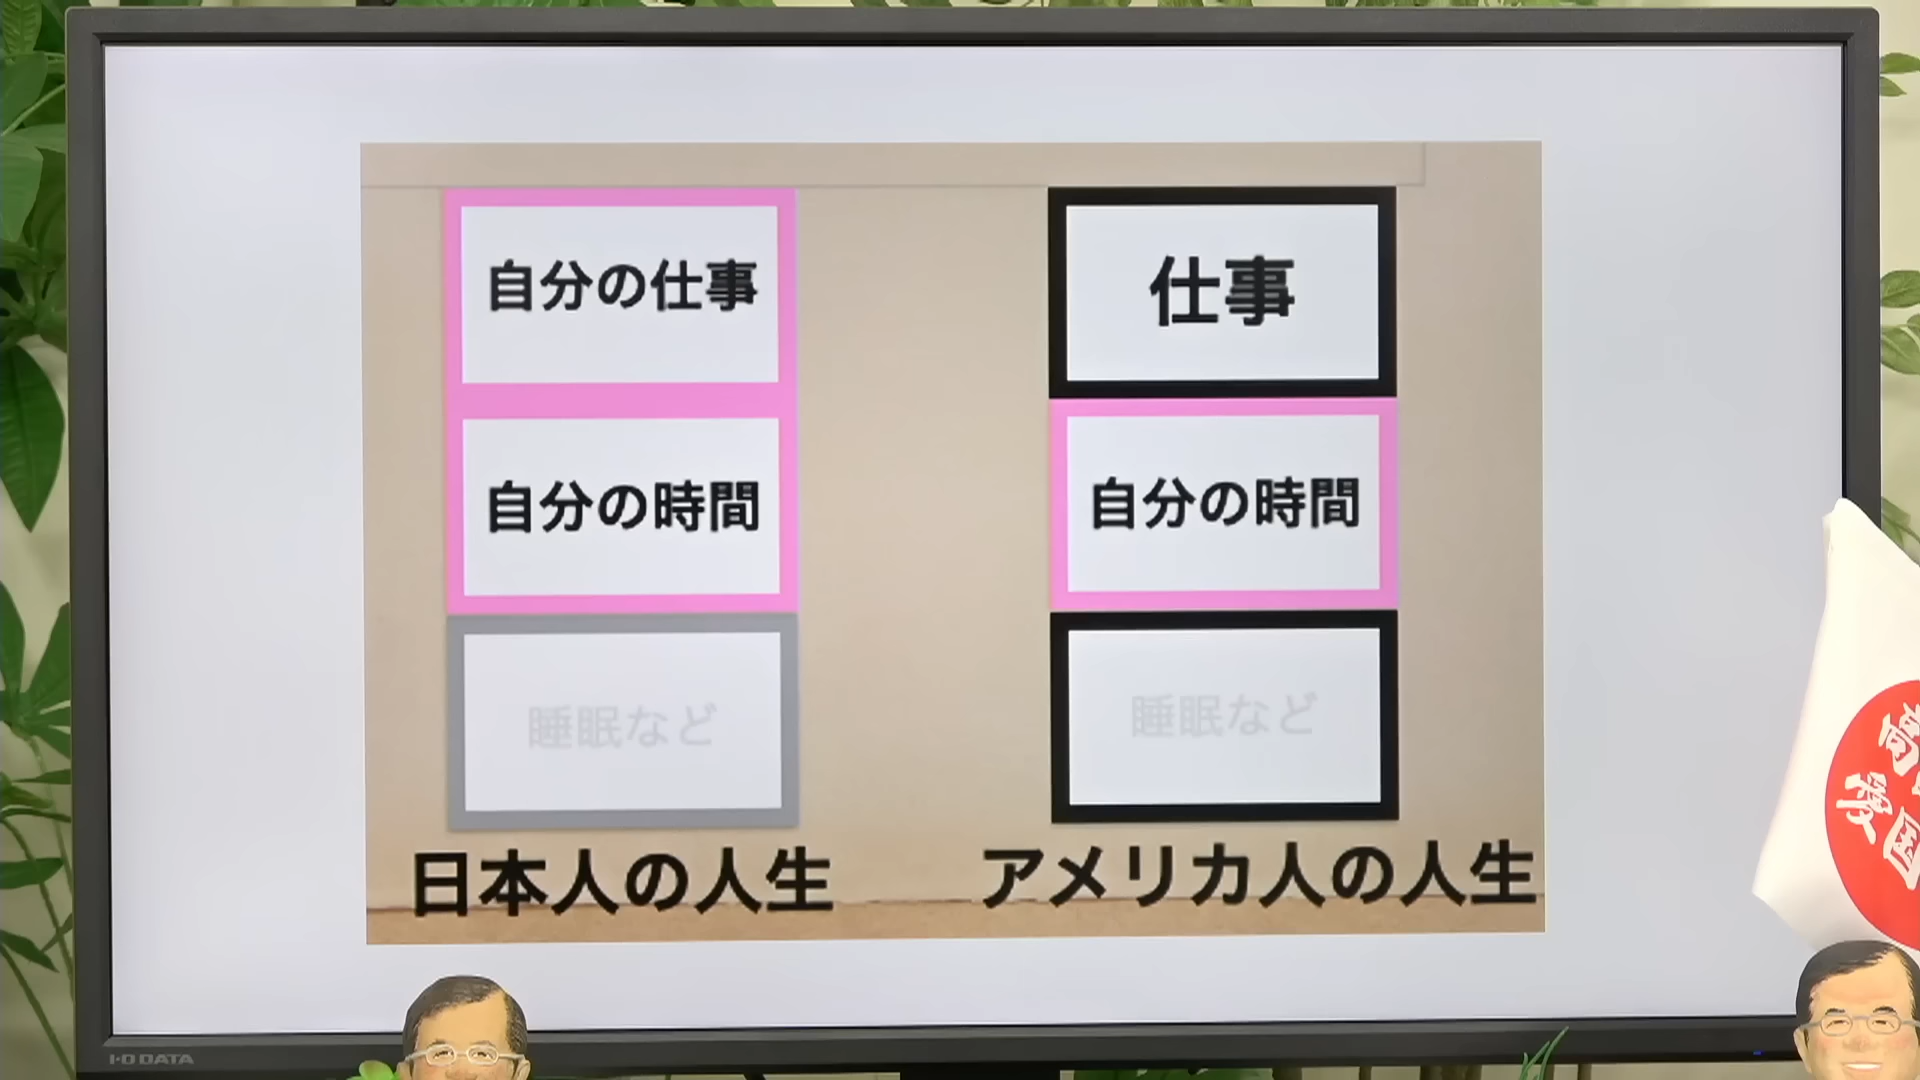 自分の仕事
自分の時間
睡眠など
日本人の人生
仕事
自分の時間
睡眠など
アメリカ人の人生
I-O DATA
愛国